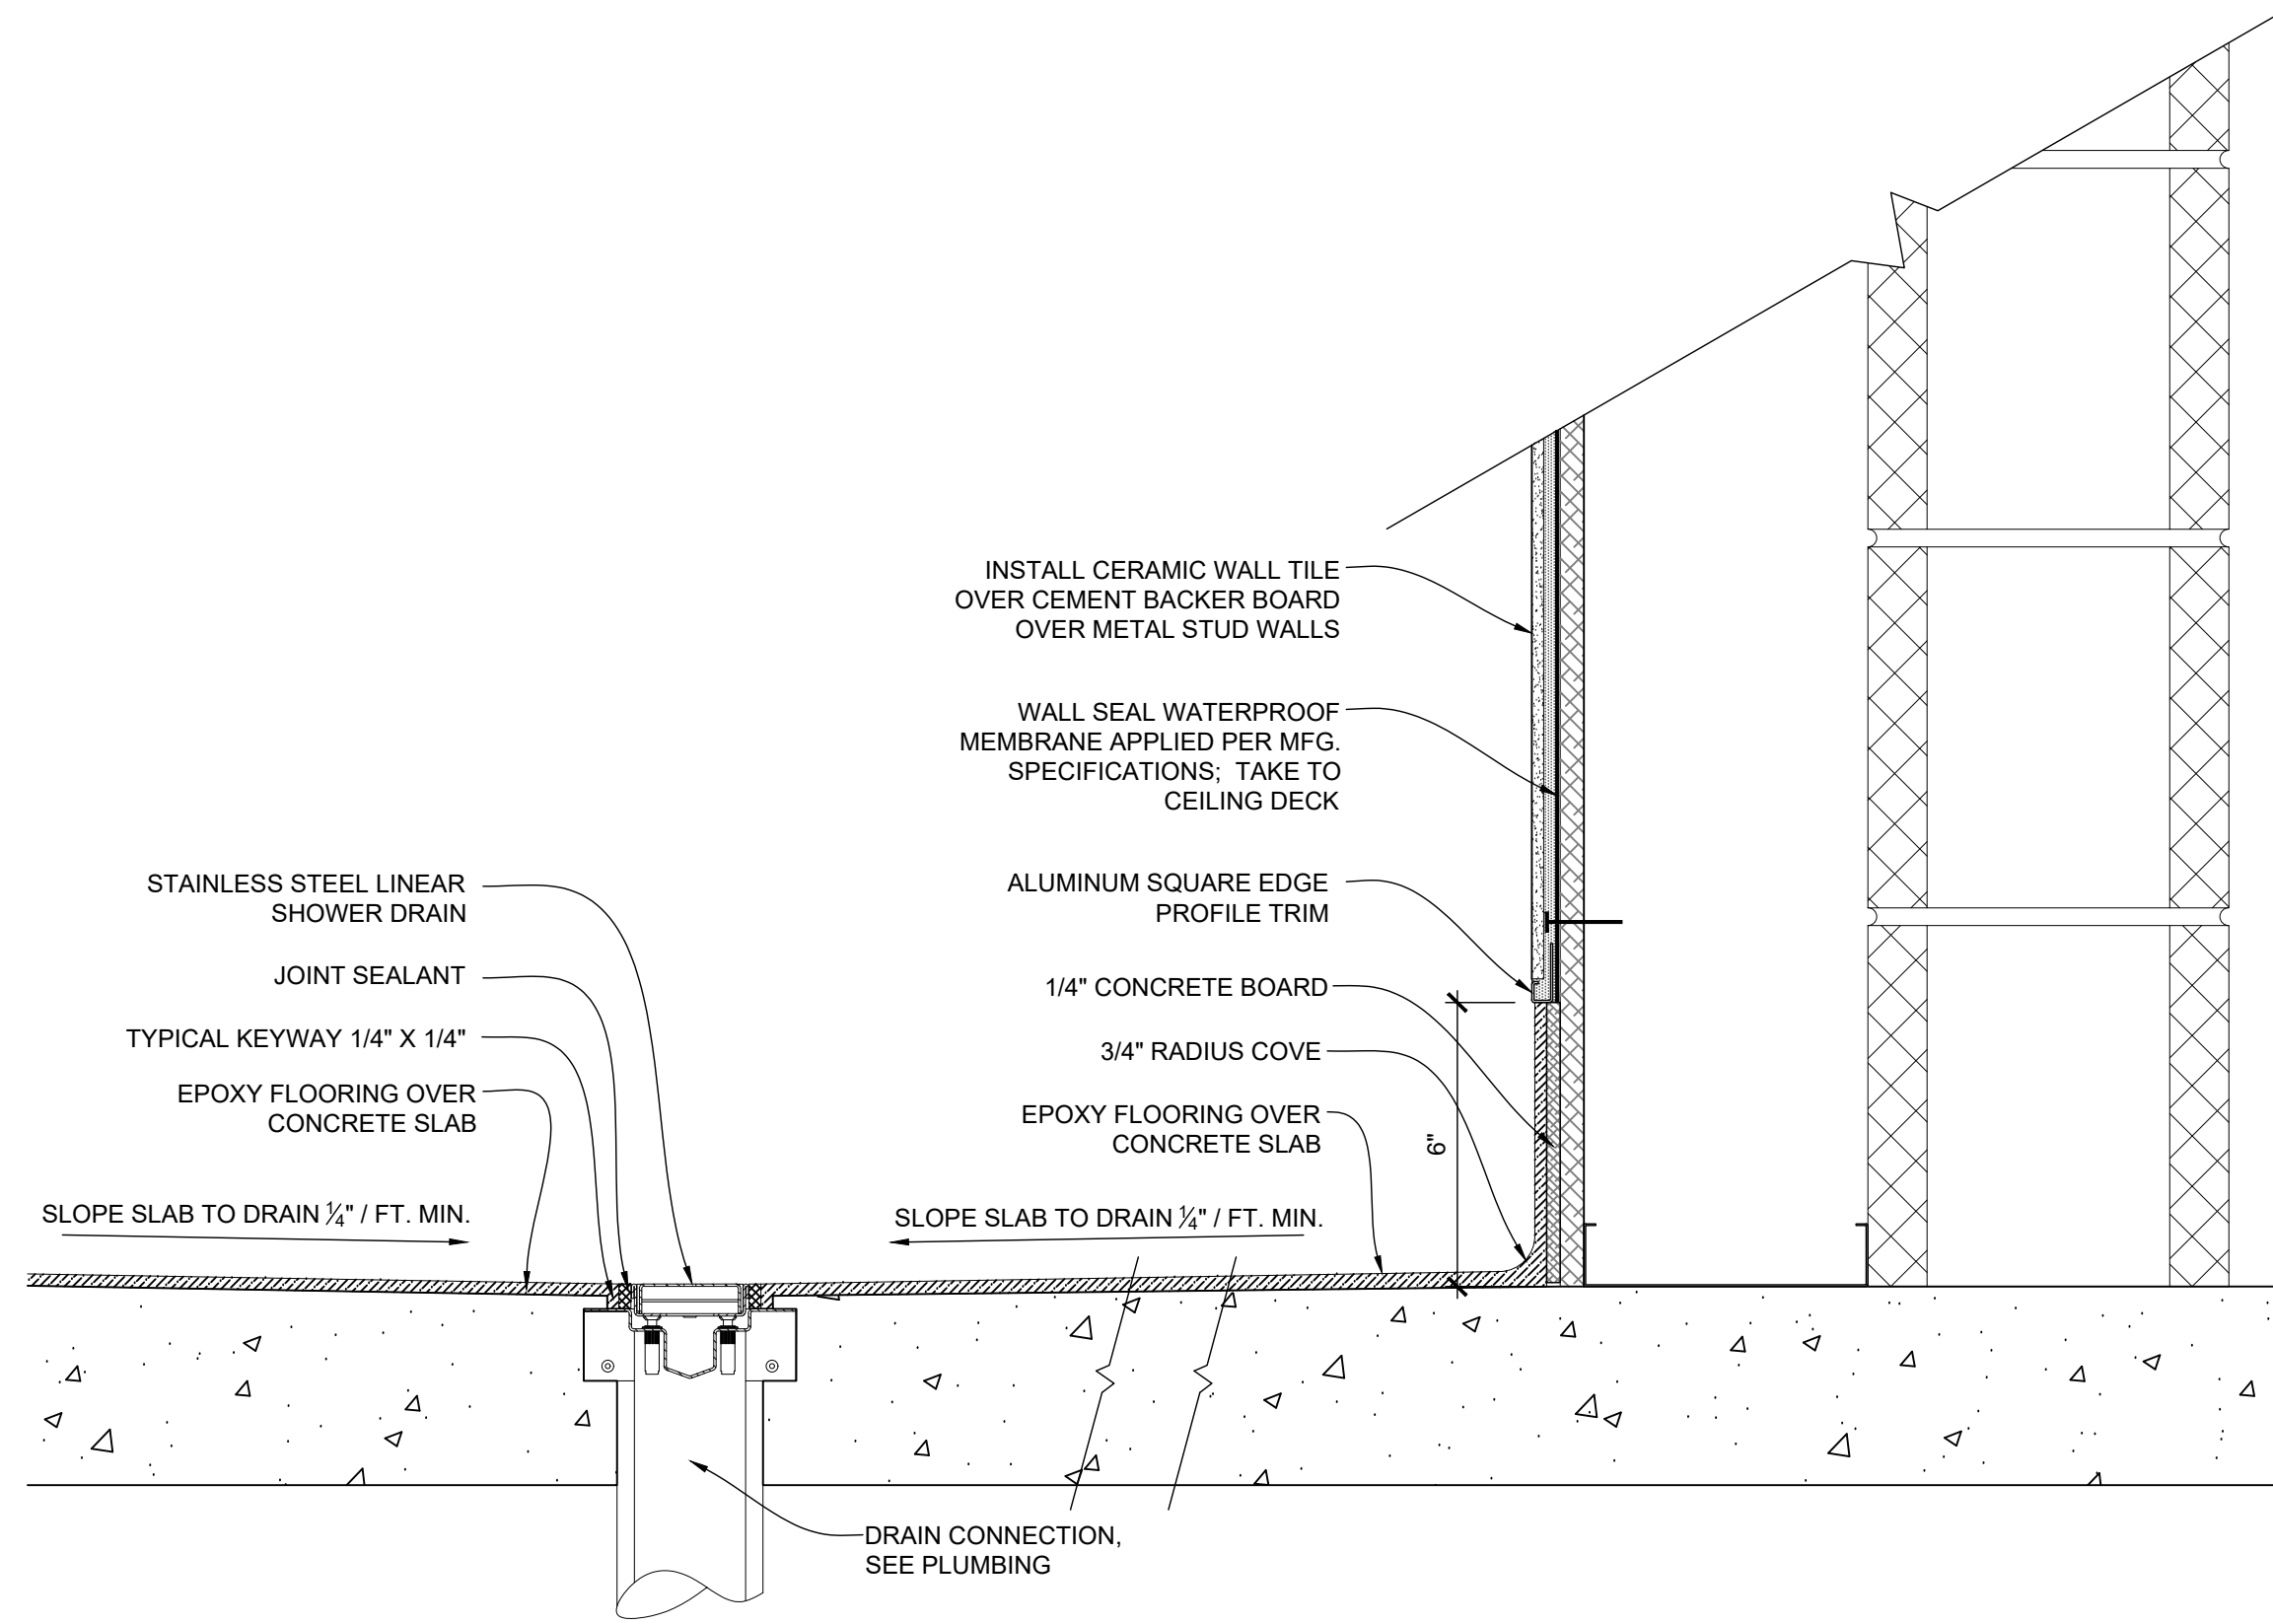 INSTALL CERAMIC WALL TILE
OVER CEMENT BACKER BOARD
OVER METAL STUD WALLS
WALL SEAL WATERPROOF
MEMBRANE APPLIED PER MFG.
SPECIFICATIONS; TAKE TO
CEILING DECK
STAINLESS STEEL LINEAR
SHOWER DRAIN
JOINT SEALANT
TYPICAL KEYWAY 1/4" X 1/4"
EPOXY FLOORING OVER
CONCRETE SLAB
SLOPE SLAB TO DRAIN 1/4" / FT. MIN.
ALUMINUM SQUARE EDGE
PROFILE TRIM
1/4" CONCRETE BOARD
3/4" RADIUS COVE
EPOXY FLOORING OVER
CONCRETE SLAB
6"
SLOPE SLAB TO DRAIN 1/4" / FT. MIN.
DRAIN CONNECTION,
SEE PLUMBING